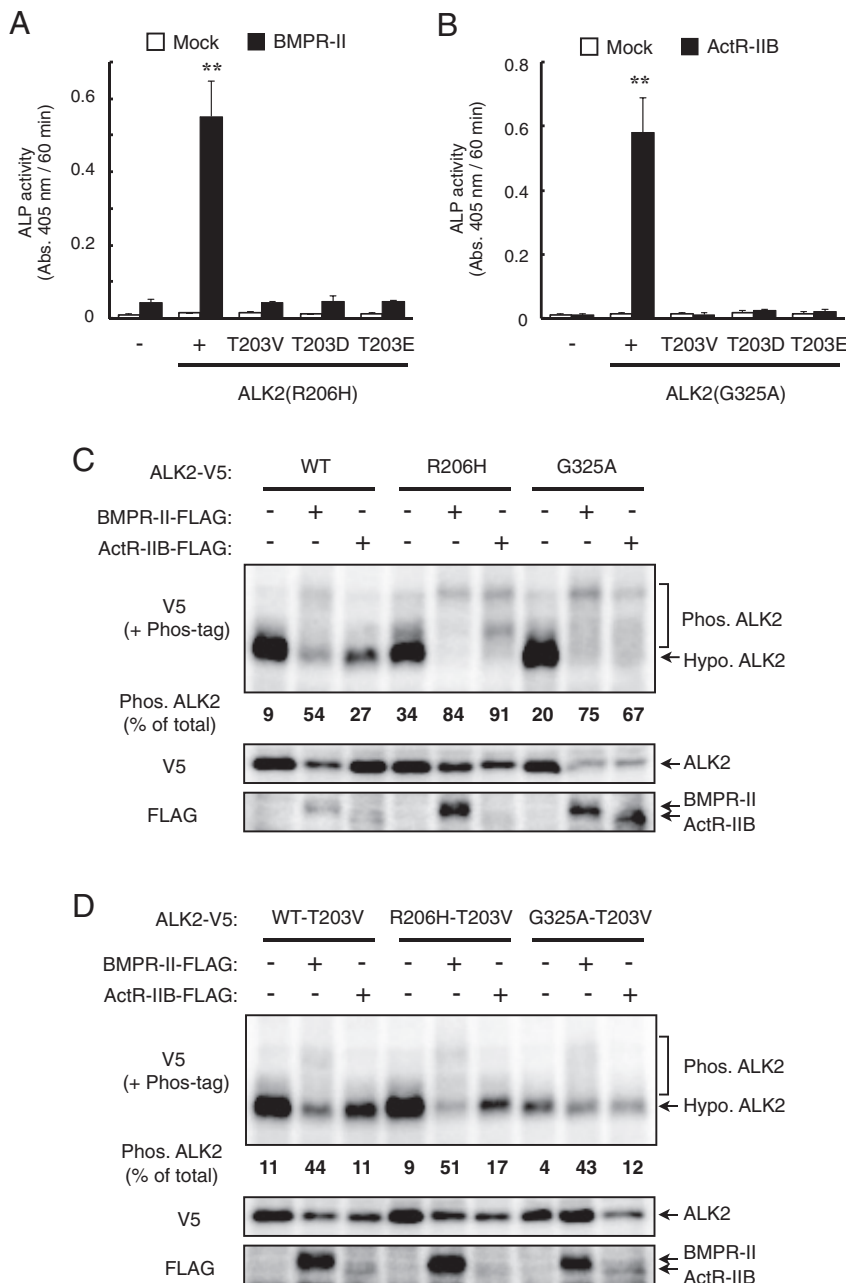 A
Mock BMPR-II
**
0.6
0.4
0.2
0
ALP activity
(Abs. 405 nm / 60 min)
- + T203V T203D T203E
ALK2(R206H)
B
Mock ActR-IIB
**
0.8
0.6
0.4
0.2
0
ALP activity
(Abs. 405 nm / 60 min)
- + T203V T203D T203E
ALK2(G325A)
C
ALK2-V5: WT R206H G325A
BMPR-II-FLAG: - + - - + - - + -
ActR-IIB-FLAG: - - + - - + - - +
V5
(+ Phos-tag)
Phos. ALK2
Hypo. ALK2
Phos. ALK2
(% of total)
9 54 27 34 84 91 20 75 67
V5 ALK2
FLAG BMPR-II
ActR-IIB
D
ALK2-V5: WT-T203V R206H-T203V G325A-T203V
BMPR-II-FLAG: - + - - + - - + -
ActR-IIB-FLAG: - - + - - + - - +
V5
(+ Phos-tag)
Phos. ALK2
Hypo. ALK2
Phos. ALK2
(% of total)
11 44 11 9 51 17 4 43 12
V5 ALK2
FLAG BMPR-II
ActR-IIB